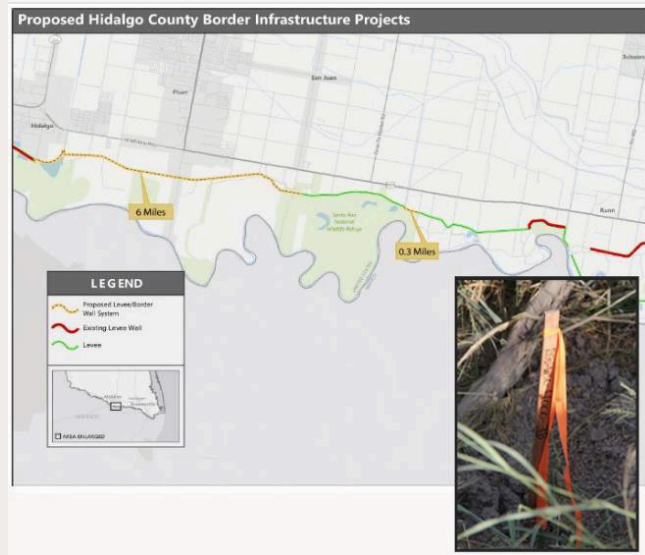 Proposed Hidalgo County Border Infrastructure Projects
San Juan
Pharr
Hidalgo
6 Miles
Santa Ana
National
Wildlife Refuge
0.3 Miles
Runn
LEGEND
Proposed Levee/Border
Wall System
Existing Levee Wall
Levee
AREA ENLARGED